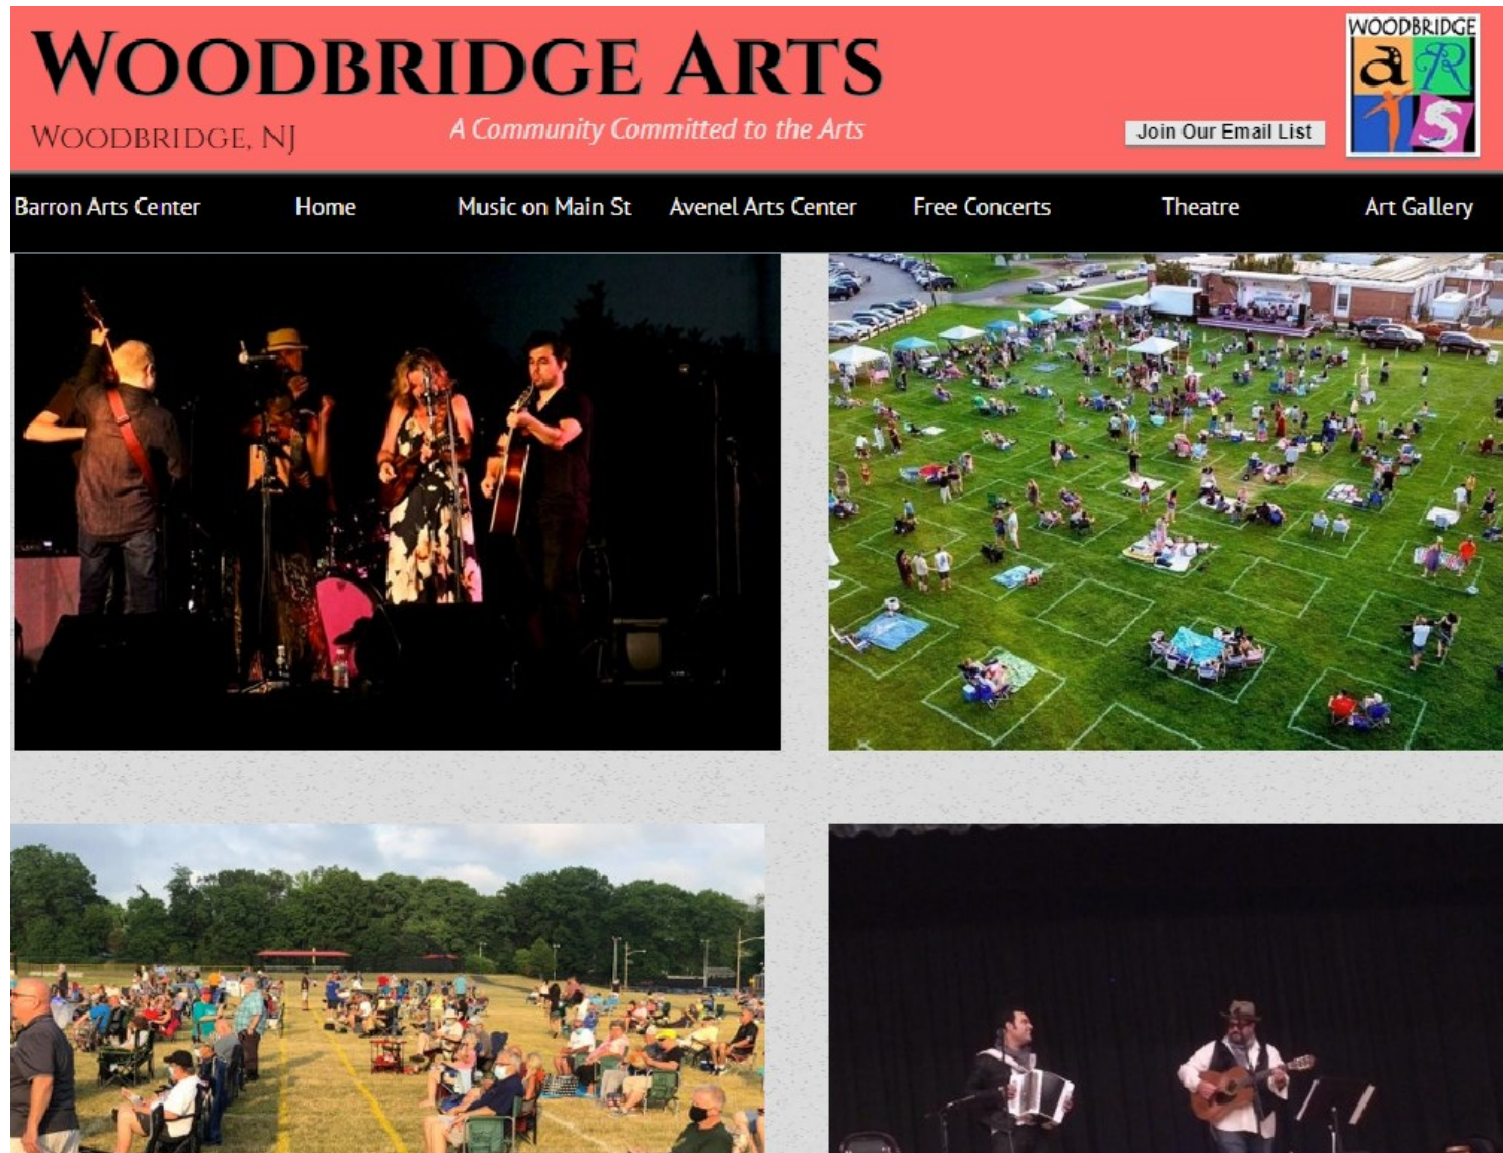 WOODBRIDGE ARTS
WOODBRIDGE, NJ
A Community Committed to the Arts
Join Our Email List
WOODBRIDGE
aRTS
Barron Arts Center
Home
Music on Main St
Avenel Arts Center
Free Concerts
Theatre
Art Gallery